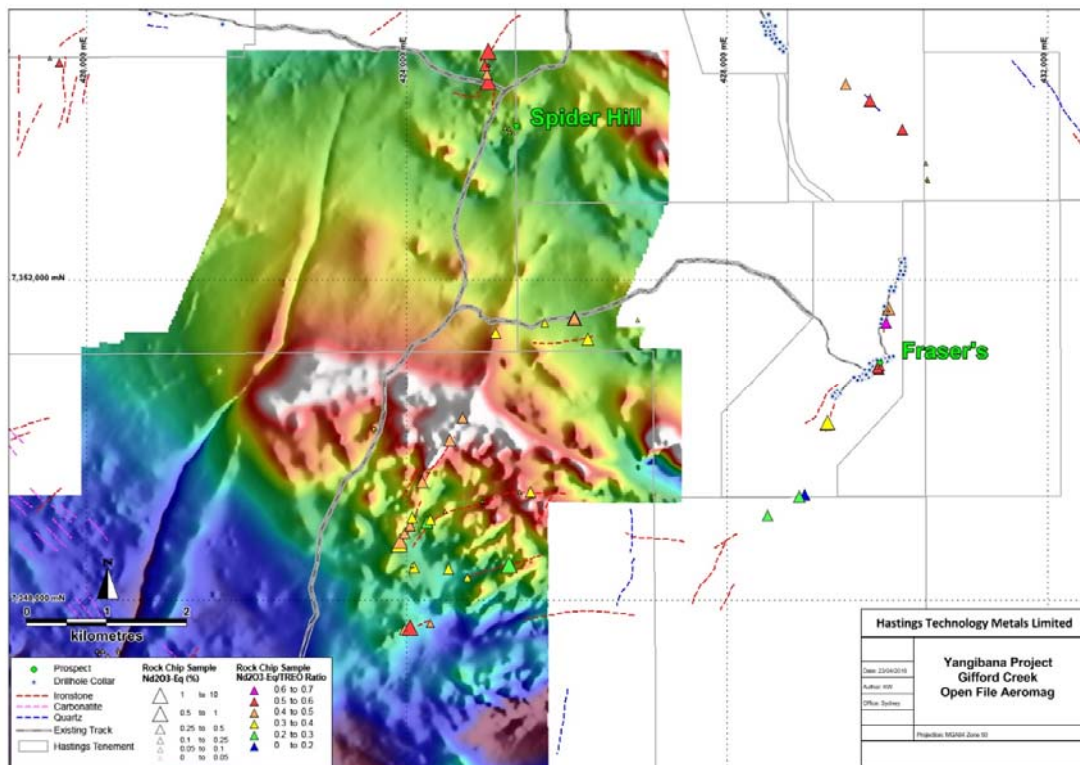 424,000 mE
428,000 mE
432,000 mE
Spider Hill
7,152,000 mN
Fraser's
N
0 1 2
kilometres
Prospect
Drillhole Collar
Ironstone
Carbonatite
Quartz
Existing Track
Hastings Tenement
Rock Chip Sample
Nd2O3-Eq (%)
1 to 10
0.5 to 1
0.25 to 0.5
0.1 to 0.25
0.05 to 0.1
0 to 0.05
Rock Chip Sample
Nd2O3-Eq/TREO Ratio
0.6 to 0.7
0.5 to 0.6
0.4 to 0.5
0.3 to 0.4
0.2 to 0.3
0 to 0.2
Hastings Technology Metals Limited
Date: 23/04/2016
Office: Sydney
Yangibana Project
Gifford Creek
Open File Aeromag
Projection: MGA94 Zone 50